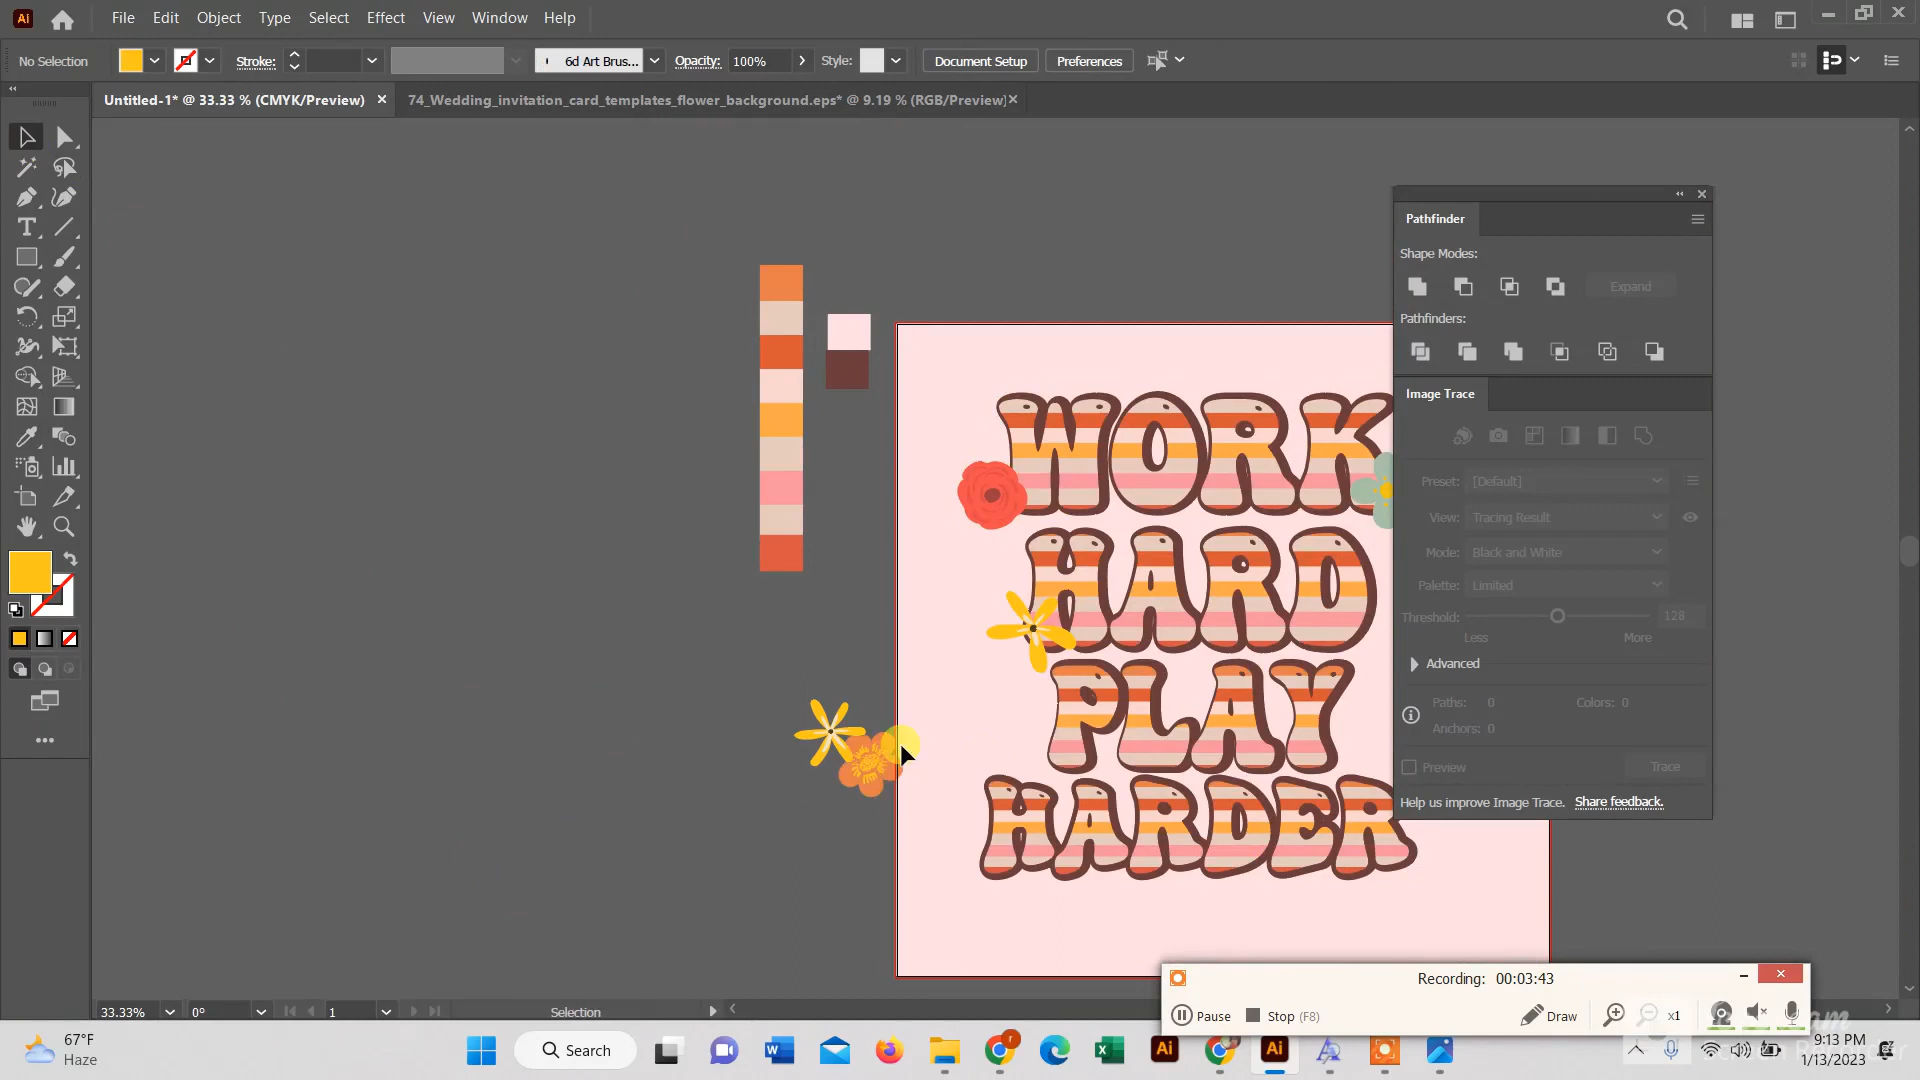 Ai File Edit Object Type Select Effect View Window Help
No Selection Stroke: 6d Art Brus... Opacity: 100% Style: Document Setup Preferences
Untitled-1* @ 33.33 % (CMYK/Preview) 74_Wedding_invitation_card_templates_flower_background.eps* @ 9.19 % (RGB/Preview)
Pathfinder
Shape Modes:
Expand
Pathfinders:
Image Trace
Preset: [Default]
View: Tracing Result
Mode: Black and White
Palette: Limited
Threshold: 128
Less More
Advanced
Paths: 0 Colors: 0
Anchors: 0
Preview Trace
Help us improve Image Trace. Share feedback.
WORK
HARD
PLAY
HARDER
Recording: 00:03:43
Pause Stop (F8) Draw x1
33.33% 0° 1 Selection
67°F
Haze
Search
9:13 PM
1/13/2023